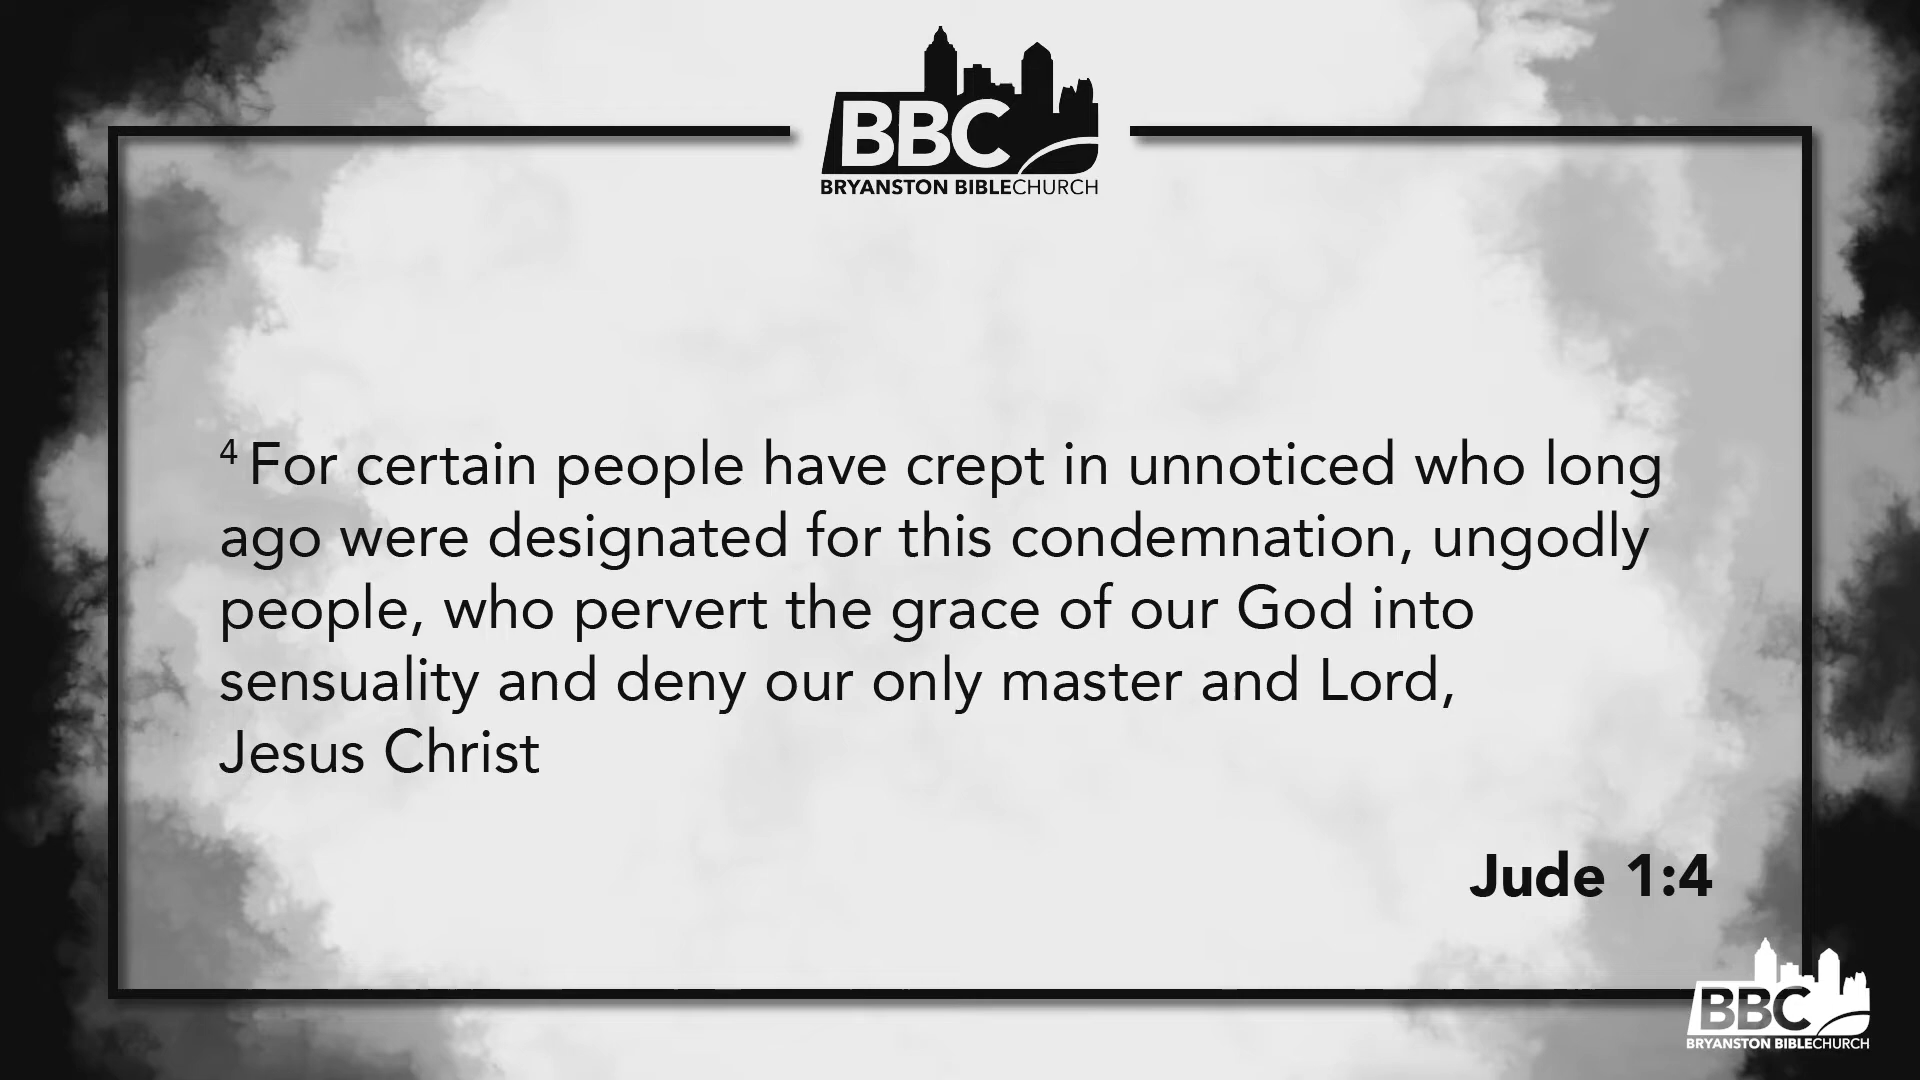 BBC
BRYANSTON BIBLECHURCH
4 For certain people have crept in unnoticed who long
ago were designated for this condemnation, ungodly
people, who pervert the grace of our God into
sensuality and deny our only master and Lord,
Jesus Christ
Jude 1:4
BBC
BRYANSTON BIBLECHURCH